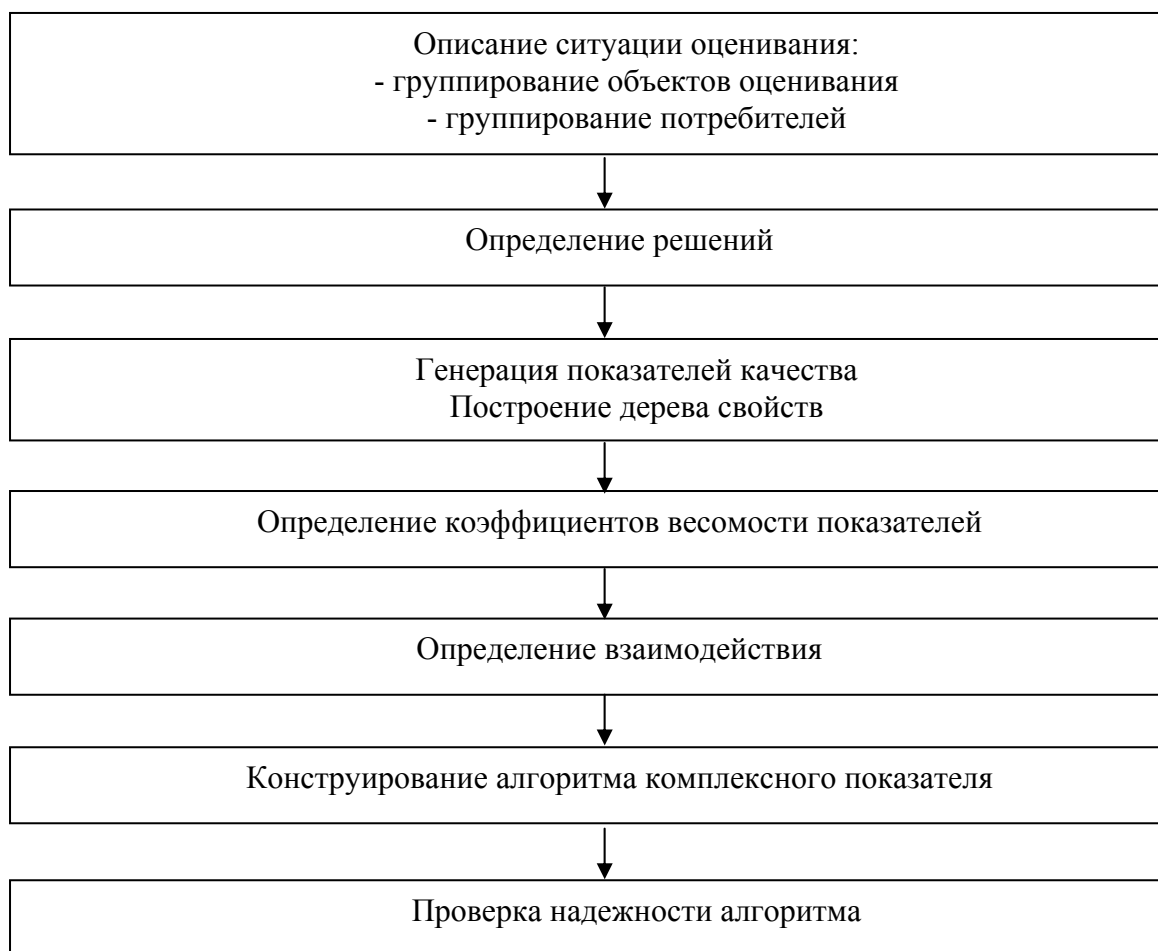 Описание ситуации оценивания:
- группирование объектов оценивания
- группирование потребителей
Определение решений
Генерация показателей качества
Построение дерева свойств
Определение коэффициентов весомости показателей
Определение взаимодействия
Конструирование алгоритма комплексного показателя
Проверка надежности алгоритма